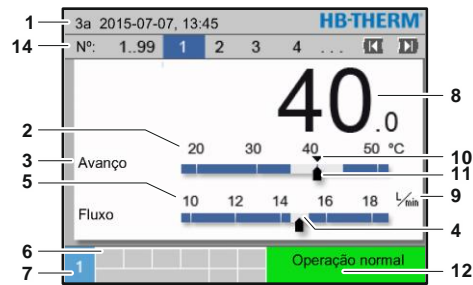 1 3a 2015-07-07, 13:45 HB-THERM
14 Nº: 1..99 1 2 3 4 ...
40.0 8
2 20 30 40 50 °C 10
3 Avanço 11
5 10 12 14 16 18 L/min 9
Fluxo 4
6
7 1 Operação normal 12